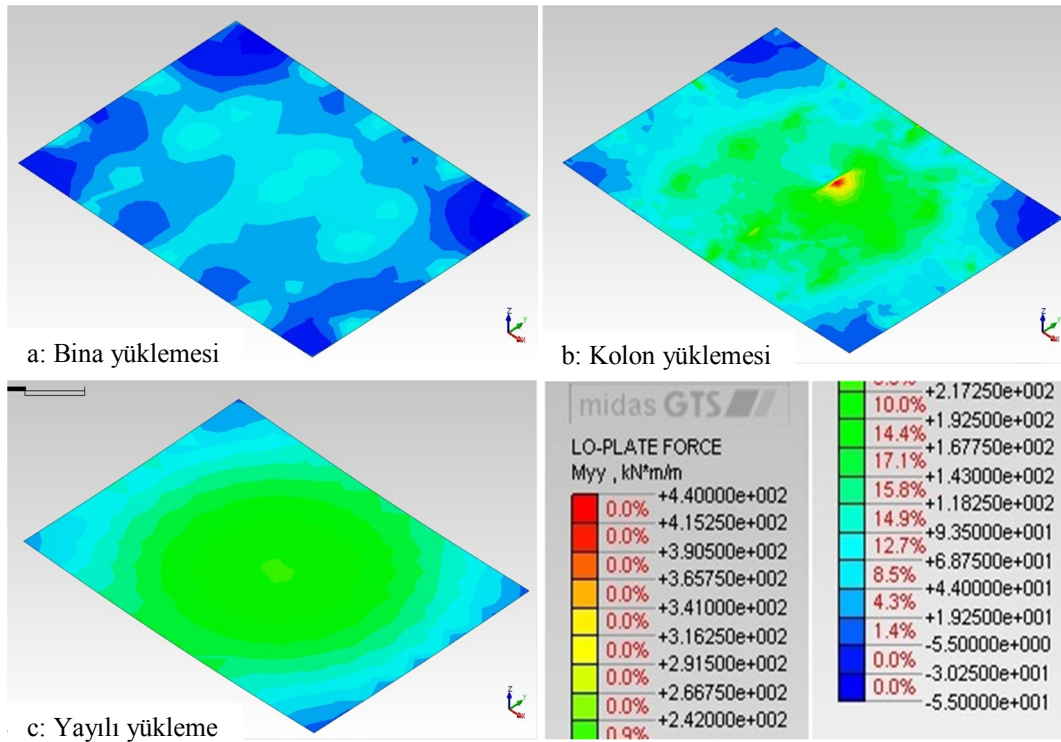 a: Bina yüklemesi
b: Kolon yüklemesi
c: Yayılı yükleme
midas GTS
LO-PLATE FORCE
Myy , kN*m/m
+4.40000e+002
0.0%
+4.15250e+002
0.0%
+3.90500e+002
0.0%
+3.65750e+002
0.0%
+3.41000e+002
0.0%
+3.16250e+002
0.0%
+2.91500e+002
0.0%
+2.66750e+002
0.0%
+2.42000e+002
0.9%
+2.17250e+002
10.0%
+1.92500e+002
14.4%
+1.67750e+002
17.1%
+1.43000e+002
15.8%
+1.18250e+002
14.9%
+9.35000e+001
12.7%
+6.87500e+001
8.5%
+4.40000e+001
4.3%
+1.92500e+001
1.4%
-5.50000e+000
0.0%
-3.02500e+001
0.0%
-5.50000e+001